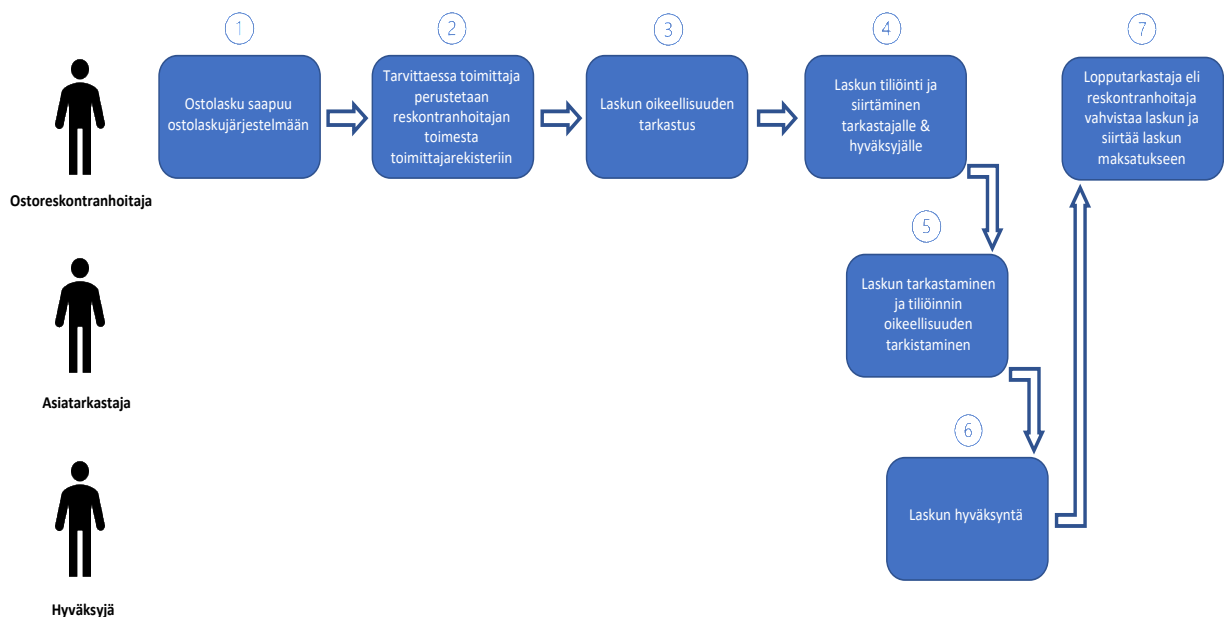 1
Ostolasku saapuu
ostolaskujärjestelmään
2
Tarvittaessa toimittaja
perustetaan
reskontranhoitajan
toimesta
toimittajarekisteriin
3
Laskun oikeellisuuden
tarkastus
4
Laskun tiliöinti ja
siirtäminen
tarkastajalle &
hyväksyjälle
7
Lopputarkastaja eli
reskontranhoitaja
vahvistaa laskun ja
siirtää laskun
maksatukseen
Ostoreskontranhoitaja
5
Laskun tarkastaminen
ja tiliöinnin
oikeellisuuden
tarkistaminen
Asiatarkastaja
6
Laskun hyväksyntä
Hyväksyjä